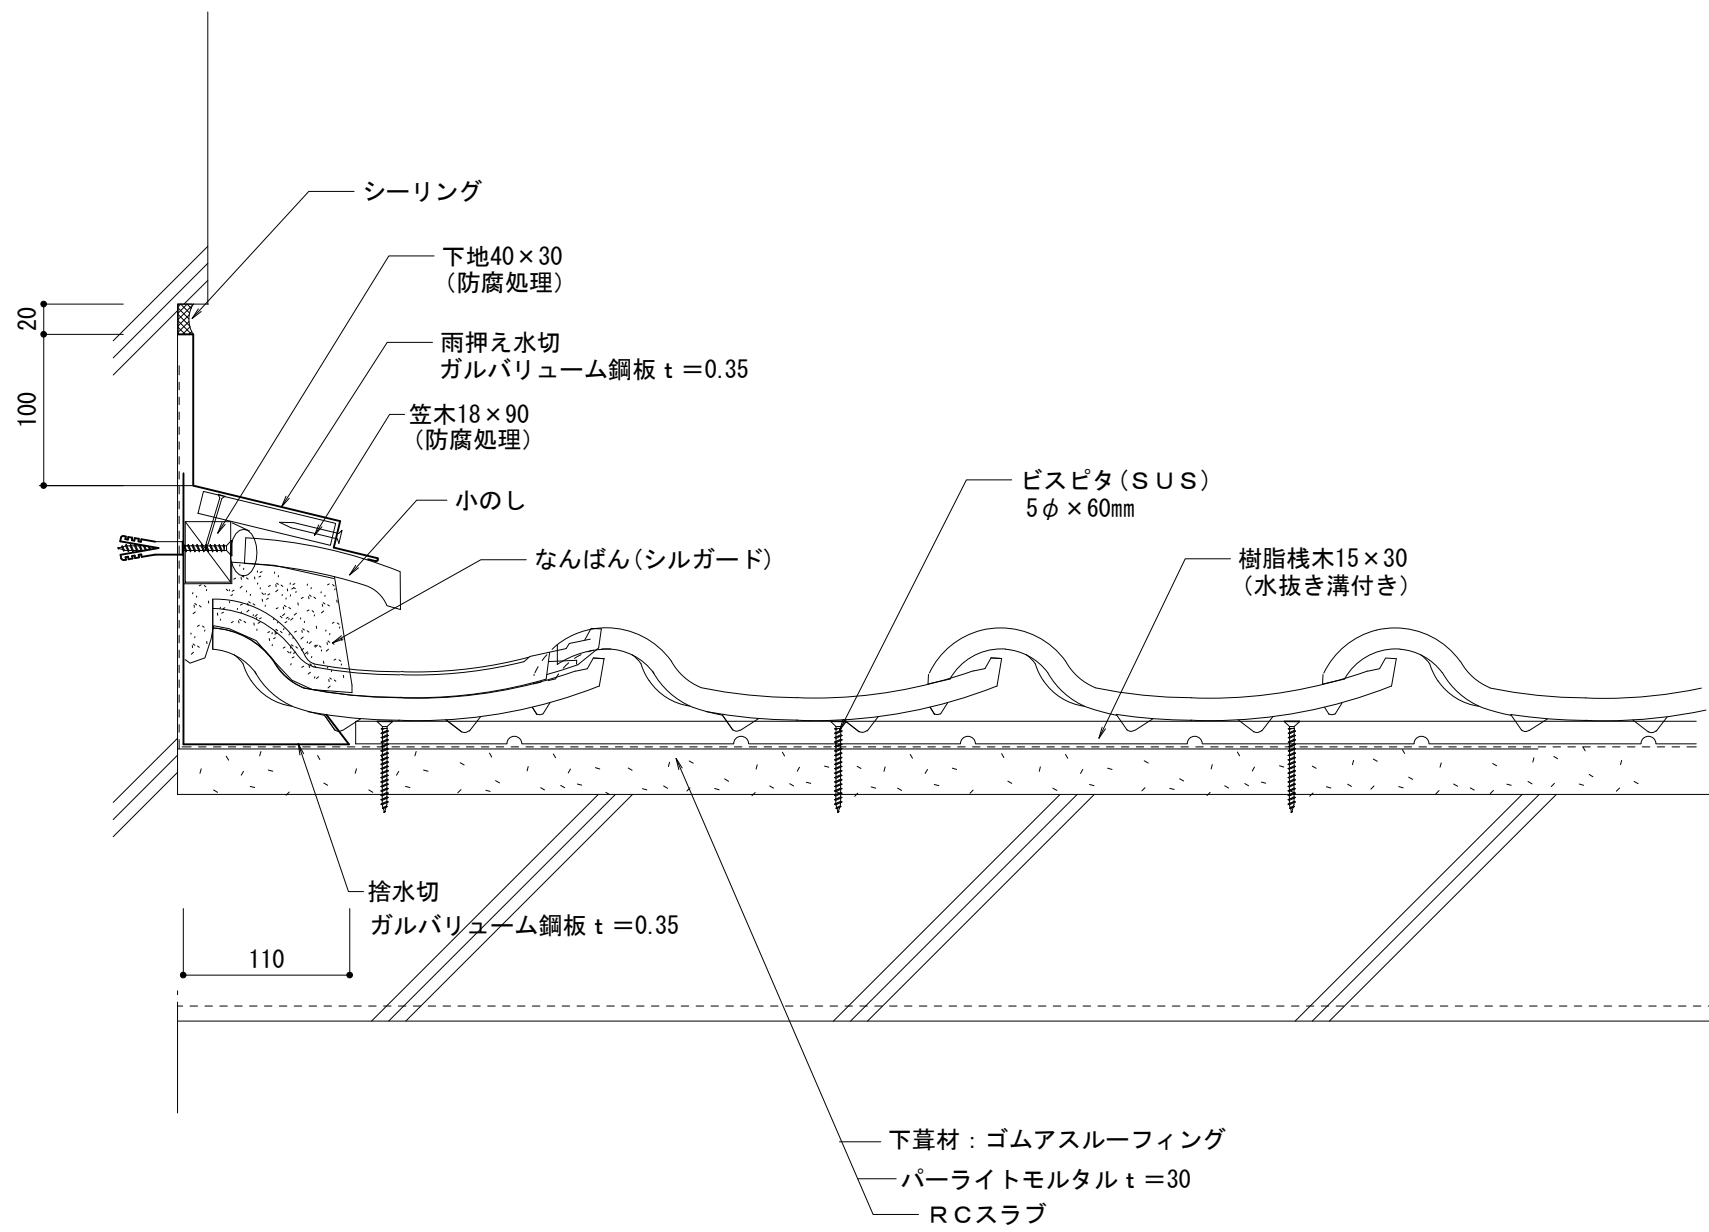 シーリング
下地40×30
(防腐処理)
20
雨押え水切
ガルバリューム鋼板ｔ＝0.35
100
笠木18×90
(防腐処理)
ビスピタ(ＳＵＳ)
5φ×60mm
小のし
なんばん(シルガード)
樹脂桟木15×30
(水抜き溝付き)
捨水切
ガルバリューム鋼板ｔ＝0.35
110
下葺材：ゴムアスルーフィング
パーライトモルタルｔ＝30
ＲＣスラブ